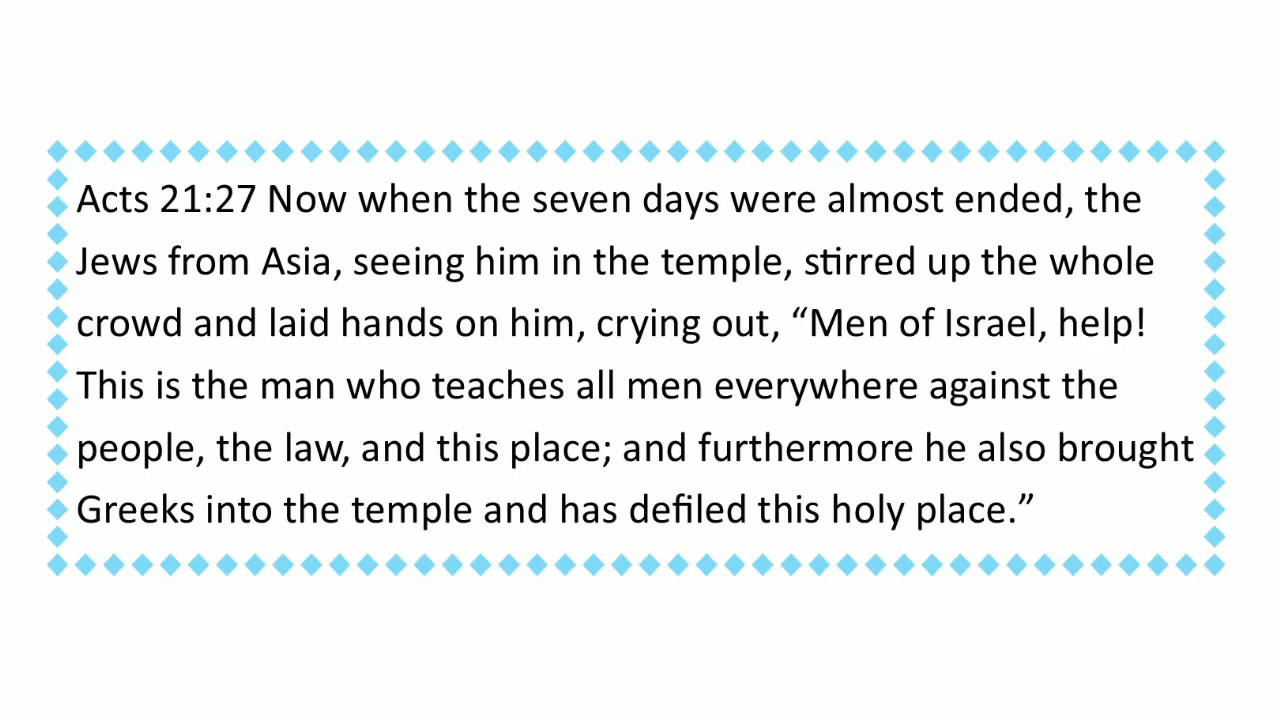 Acts 21:27 Now when the seven days were almost ended, the
Jews from Asia, seeing him in the temple, stirred up the whole
crowd and laid hands on him, crying out, “Men of Israel, help!
This is the man who teaches all men everywhere against the
people, the law, and this place; and furthermore he also brought
Greeks into the temple and has defiled this holy place.”